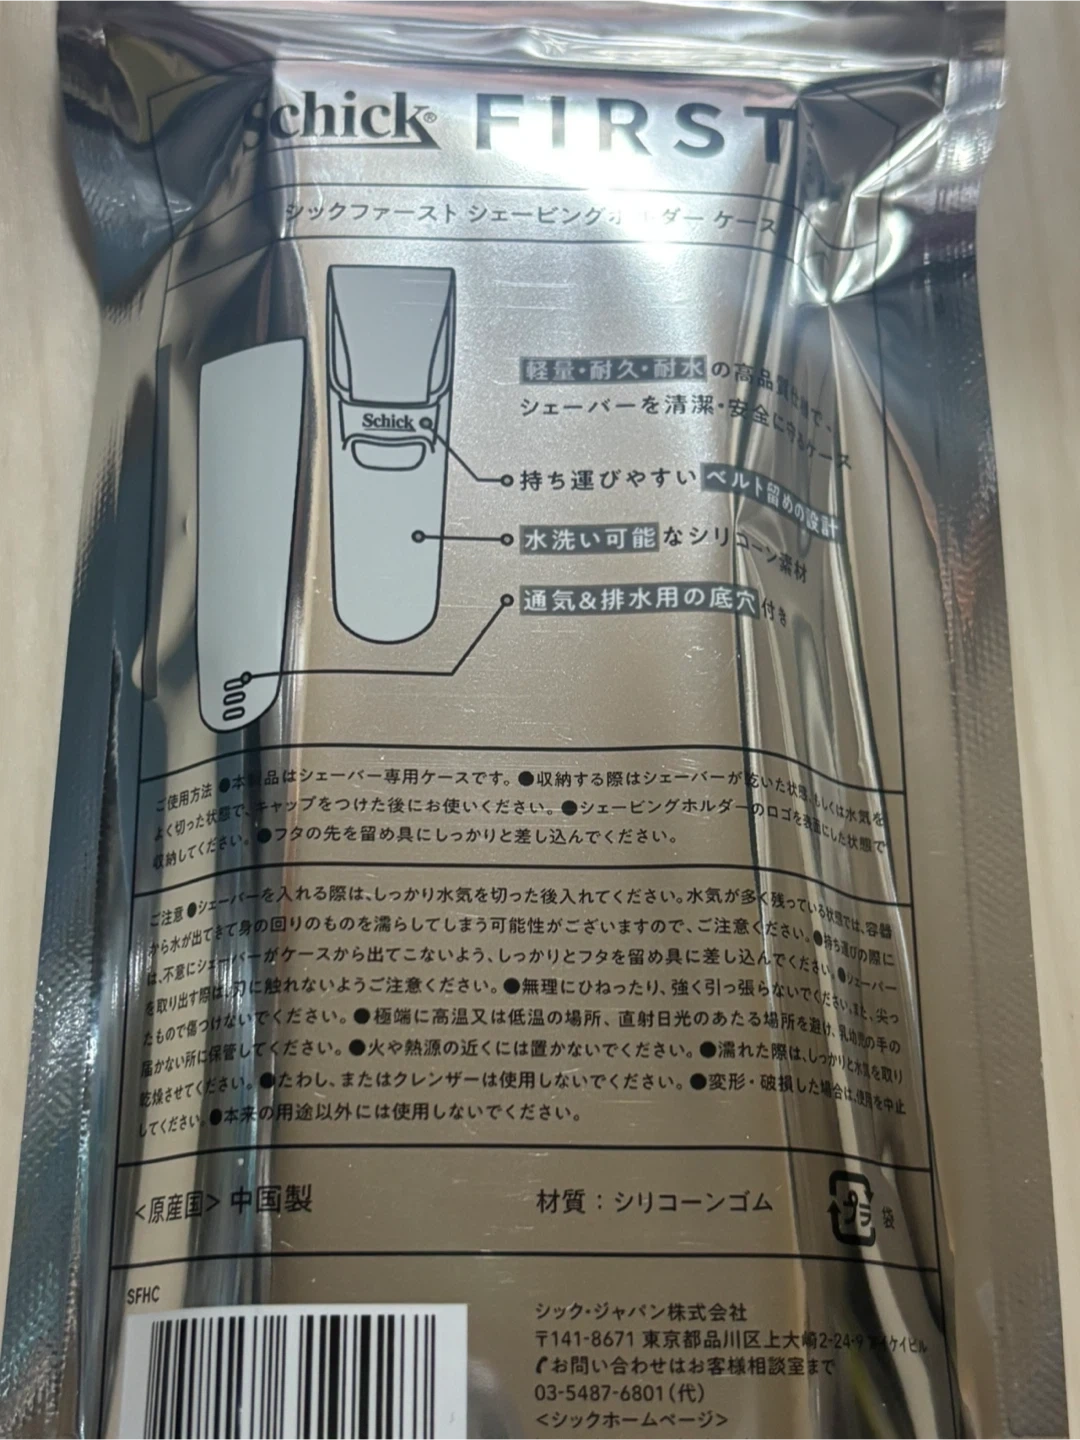 Schick® FIRST
シックファースト シェービングホルダー ケース
軽量・耐久・耐水の高品質仕様で、
シェーバーを清潔・安全に守るケース
Schick
持ち運びやすいベルト留めの設計
水洗い可能なシリコーン素材
通気&排水用の底穴付き
ご使用方法 ●本製品はシェーバー専用ケースです。●収納する際はシェーバーが乾いた状態、もしくは水気を
よく切った状態で、キャップをつけた後にお使いください。●シェービングホルダーのロゴを表面にした状態で
収納してください。●フタの先を留め具にしっかりと差し込んでください。
ご注意 ●シェーバーを入れる際は、しっかり水気を切った後入れてください。水気が多く残っている状態では、容器
から水が出てきて身の回りのものを濡らしてしまう可能性がございますので、ご注意ください。●持ち運びの際に
は、不意にシェーバーがケースから出てこないよう、しっかりとフタを留め具に差し込んでください。●シェーバー
を取り出す際は、刃に触れないようご注意ください。●無理にひねったり、強く引っ張らないでください。また、尖っ
たもので傷つけないでください。●極端に高温又は低温の場所、直射日光のあたる場所を避け、乳幼児の手の
届かない所に保管してください。●火や熱源の近くには置かないでください。●濡れた際は、しっかりと水気を取り
乾燥させてください。●たわし、またはクレンザーは使用しないでください。●変形・破損した場合は、使用を中止
してください。●本来の用途以外には使用しないでください。
<原産国> 中国製 材質:シリコーンゴム プラ 袋
SFHC
シック・ジャパン株式会社
〒141-8671 東京都品川区上大崎2-24-9 アイケイビル
お問い合わせはお客様相談室まで
03-5487-6801(代)
<シックホームページ>